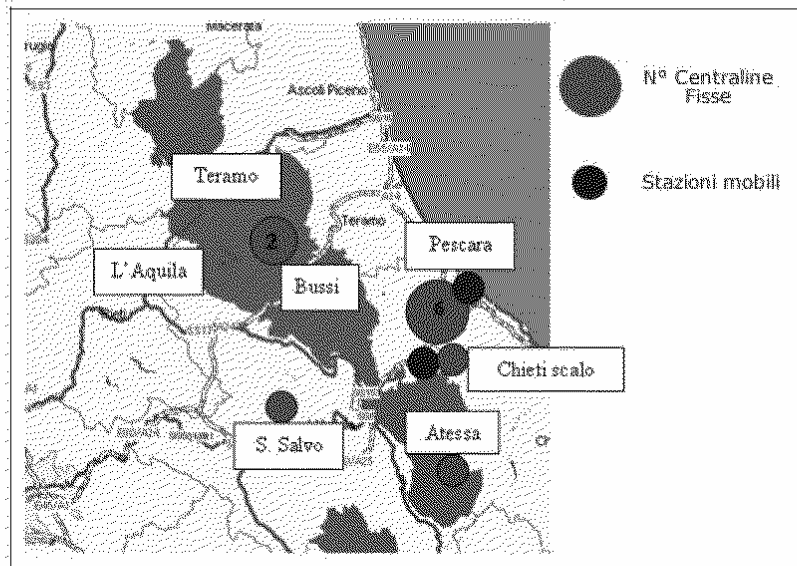 Macerata
Ascoli Piceno
Teramo
Teramo
2
Pescara
L'Aquila
Bussi
6
Chieti scalo
Atessa
S. Salvo
N° Centraline
Fisse
Stazioni mobili